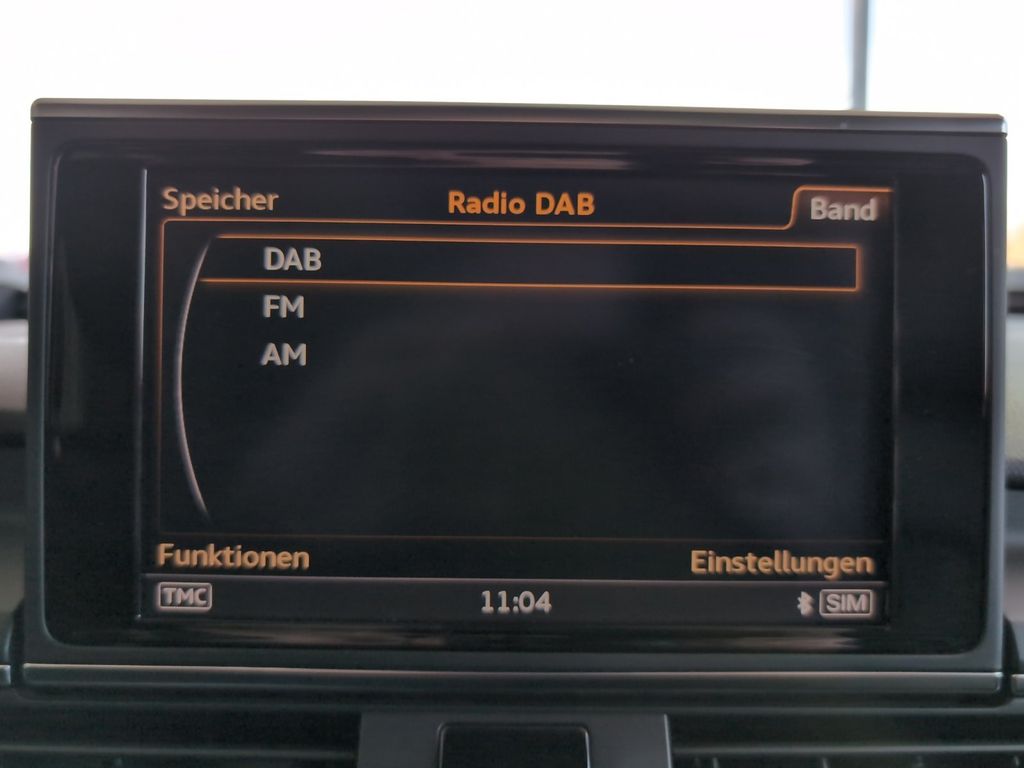 Speicher Radio DAB Band
DAB
FM
AM
Funktionen Einstellungen
TMC 11:04 SIM